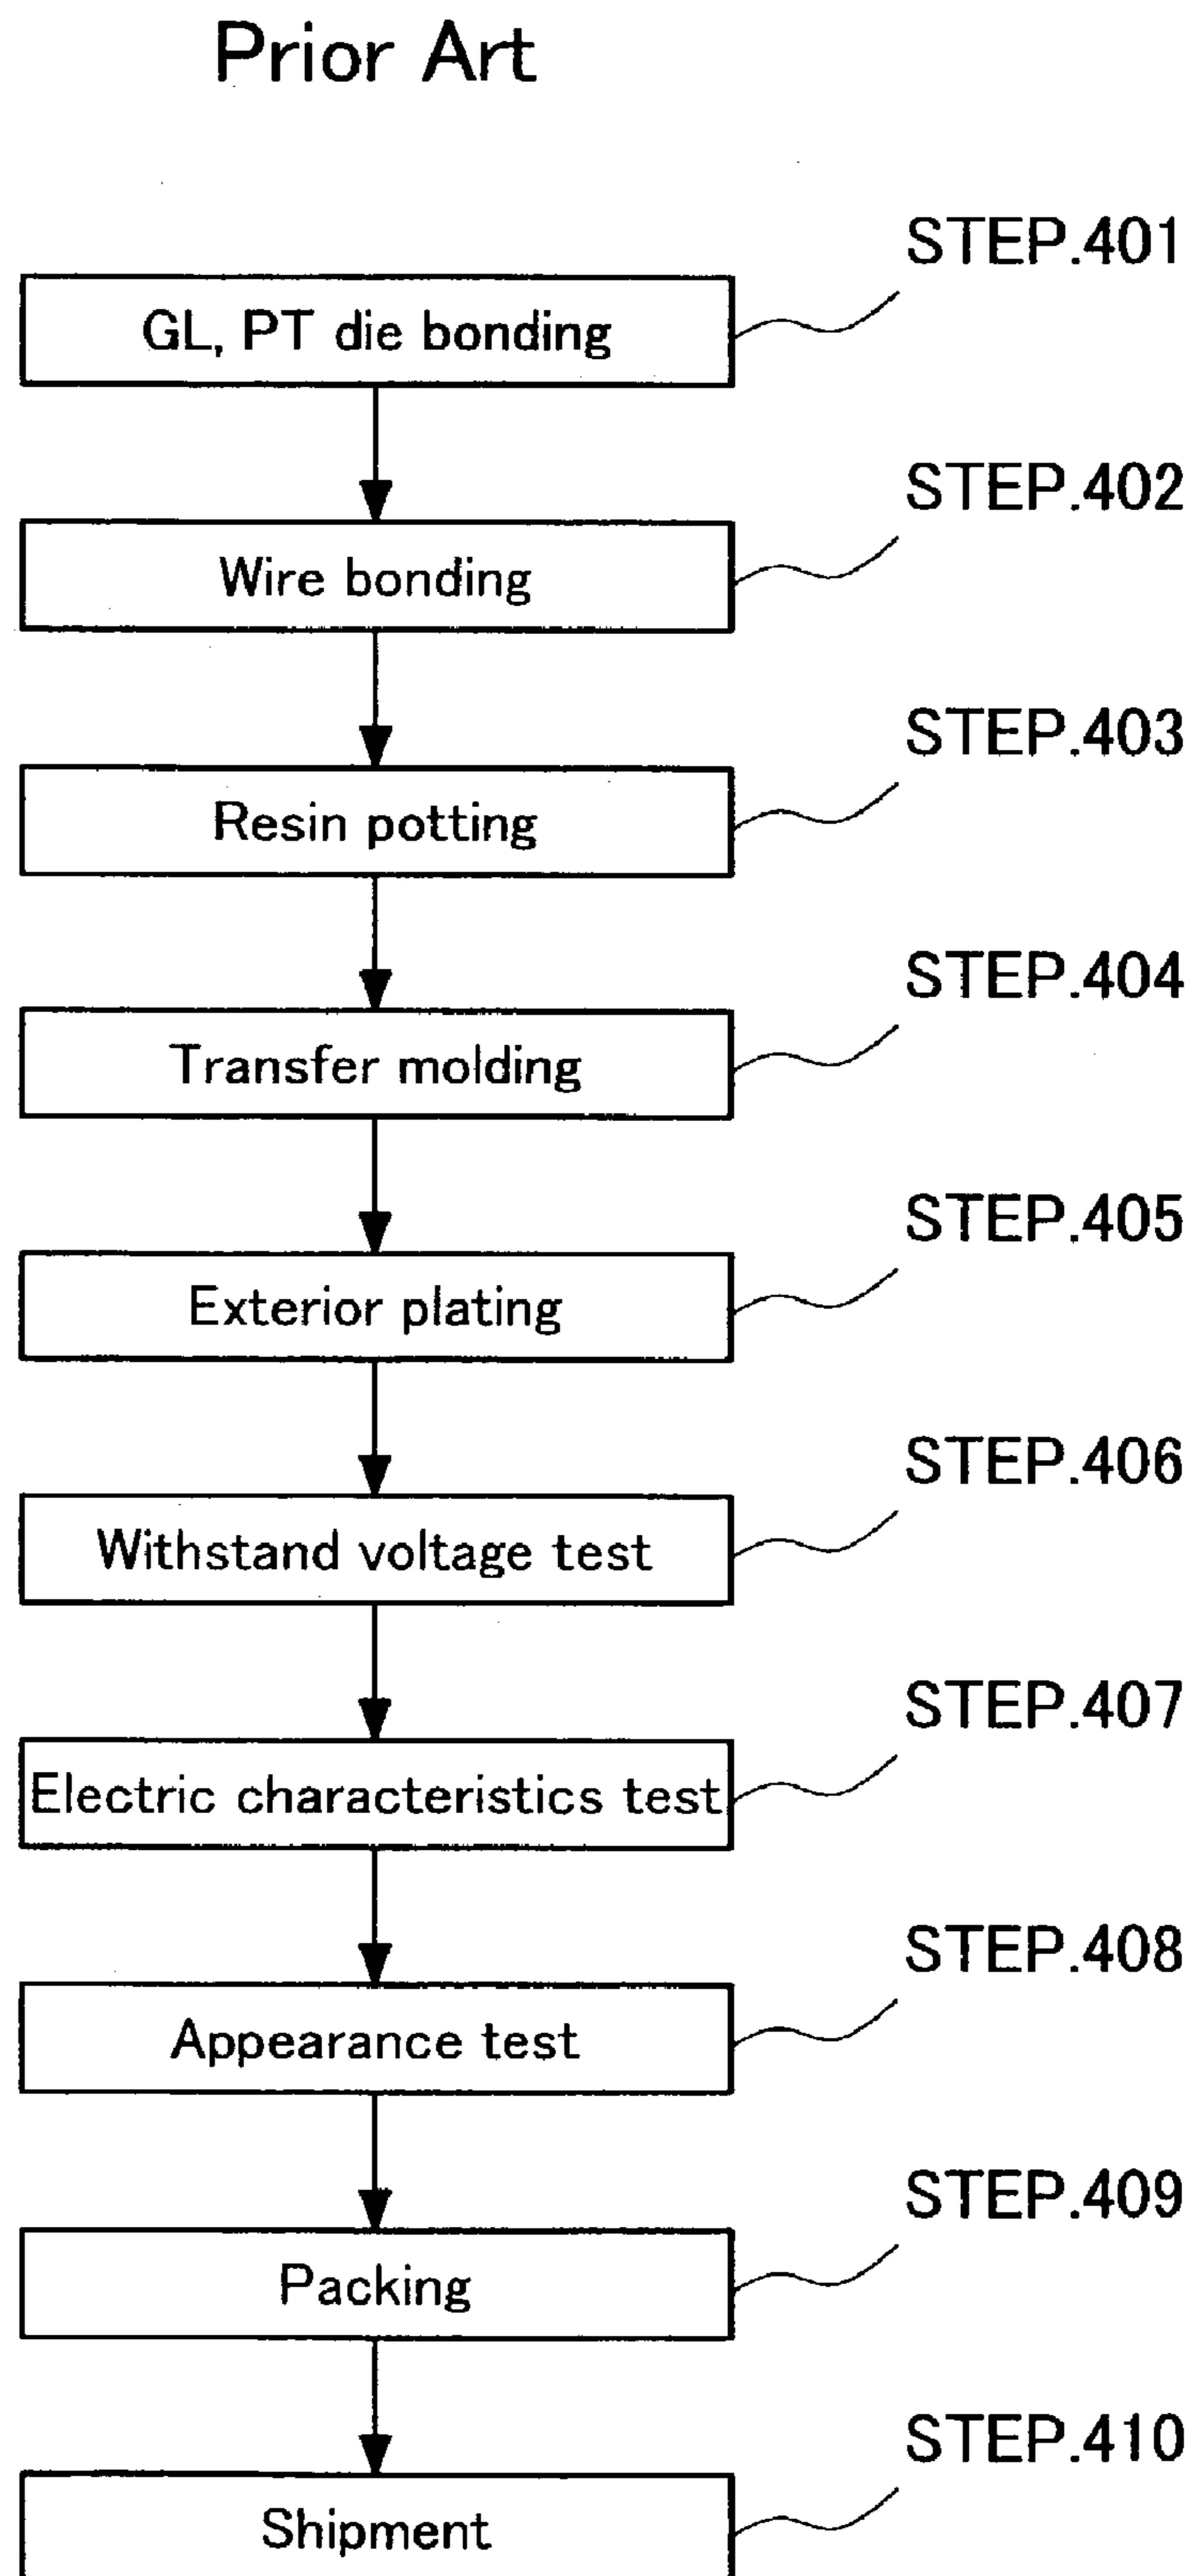 Prior Art
STEP.401
GL, PT die bonding
STEP.402
Wire bonding
STEP.403
Resin potting
STEP.404
Transfer molding
STEP.405
Exterior plating
STEP.406
Withstand voltage test
STEP.407
Electric characteristics test
STEP.408
Appearance test
STEP.409
Packing
STEP.410
Shipment